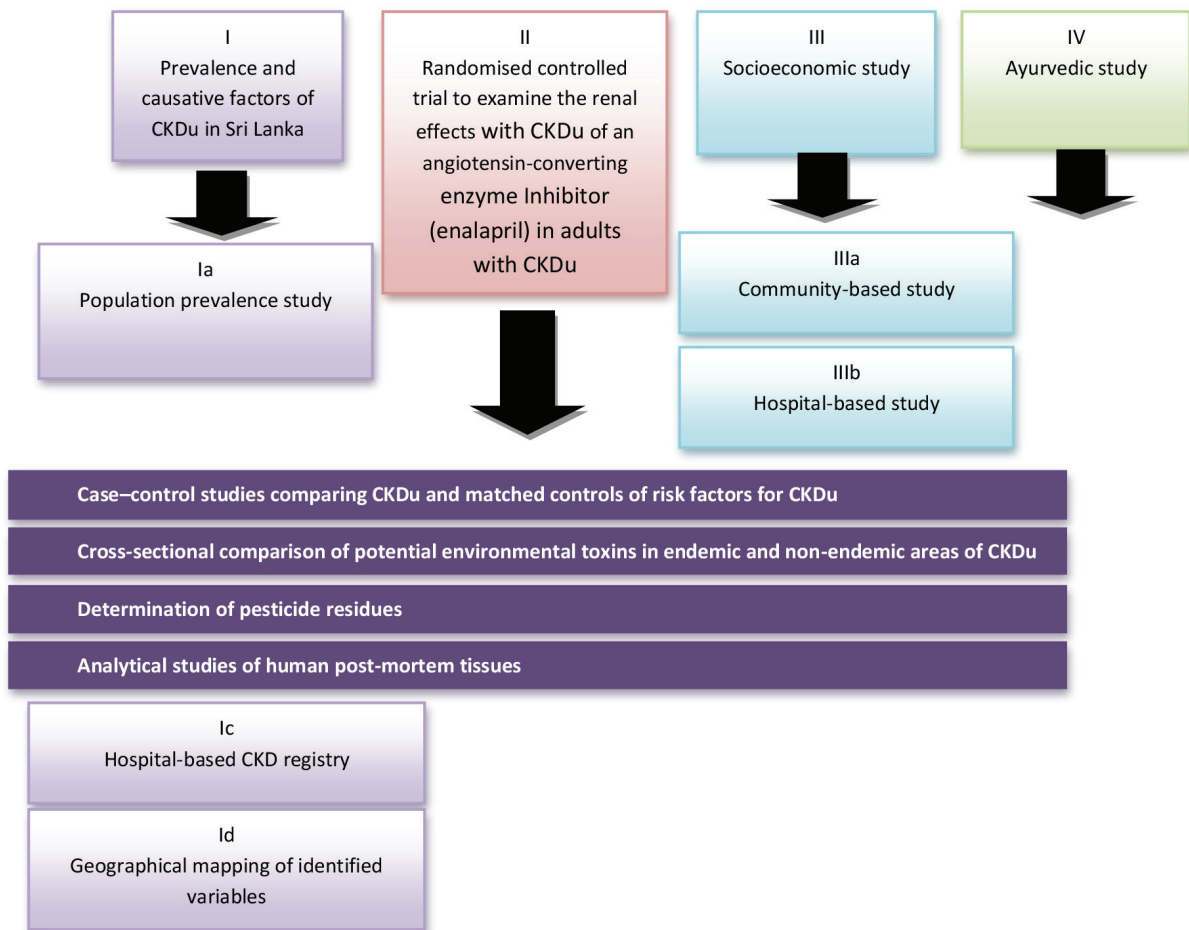 I
Prevalence and
causative factors of
CKDu in Sri Lanka
II
Randomised controlled
trial to examine the renal
effects with CKDu of an
angiotensin-converting
enzyme Inhibitor
(enalapril) in adults
with CKDu
III
Socioeconomic study
IV
Ayurvedic study
Ia
Population prevalence study
IIIa
Community-based study
IIIb
Hospital-based study
Case–control studies comparing CKDu and matched controls of risk factors for CKDu
Cross-sectional comparison of potential environmental toxins in endemic and non-endemic areas of CKDu
Determination of pesticide residues
Analytical studies of human post-mortem tissues
Ic
Hospital-based CKD registry
Id
Geographical mapping of identified
variables